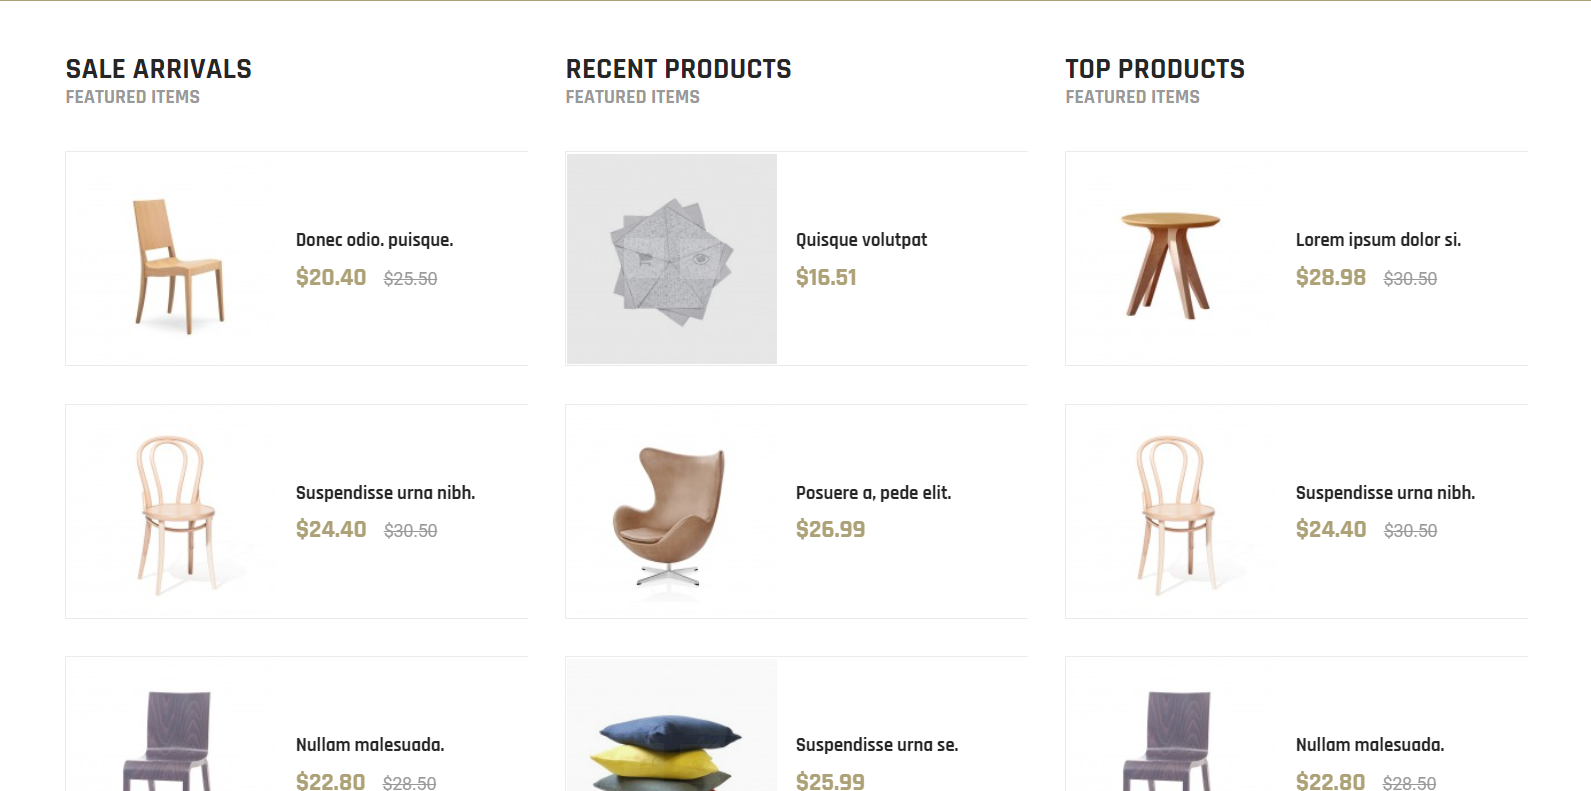 SALE ARRIVALS
FEATURED ITEMS
Donec odio. puisque.
$20.40 $25.50
Suspendisse urna nibh.
$24.40 $30.50
Nullam malesuada.
$22.80 $28.50
RECENT PRODUCTS
FEATURED ITEMS
Quisque volutpat
$16.51
Posuere a, pede elit.
$26.99
Suspendisse urna se.
$25.99
TOP PRODUCTS
FEATURED ITEMS
Lorem ipsum dolor si.
$28.98 $30.50
Suspendisse urna nibh.
$24.40 $30.50
Nullam malesuada.
$22.80 $28.50